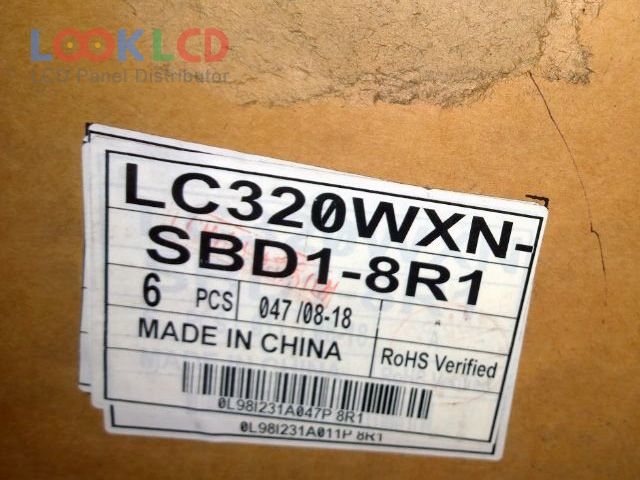 LOOKLCD
LCD Panel Distributor
LC320WXN-
SBD1-8R1
6 PCS 047 /08-18
MADE IN CHINA
RoHS Verified
0L98I231A047P 8R1
0L98I231A011P 8R1